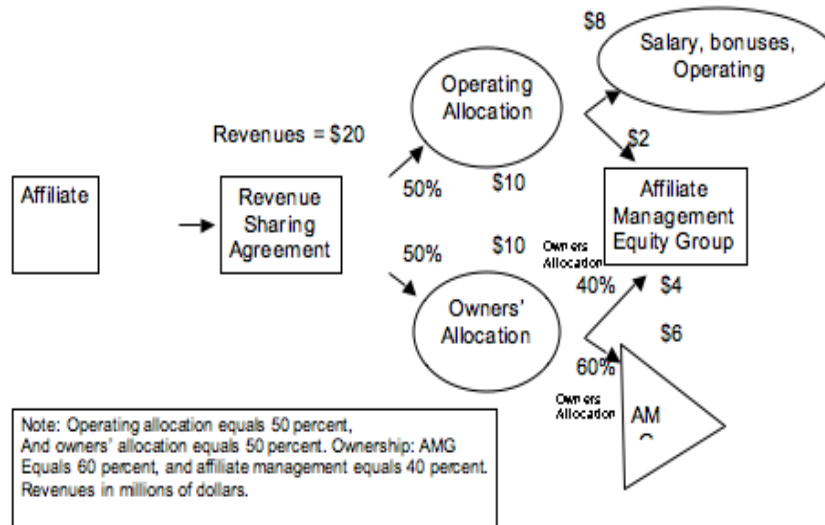 $8
Salary, bonuses,
Operating
Operating
Allocation
Revenues = $20
$2
50%
$10
Affiliate
Revenue
Sharing
Agreement
Affiliate
Management
Equity Group
50%
$10
Owners
Allocation
40%
$4
Owners'
Allocation
$6
60%
Owners
Allocation
AM
Note: Operating allocation equals 50 percent,
And owners' allocation equals 50 percent. Ownership: AMG
Equals 60 percent, and affiliate management equals 40 percent.
Revenues in millions of dollars.